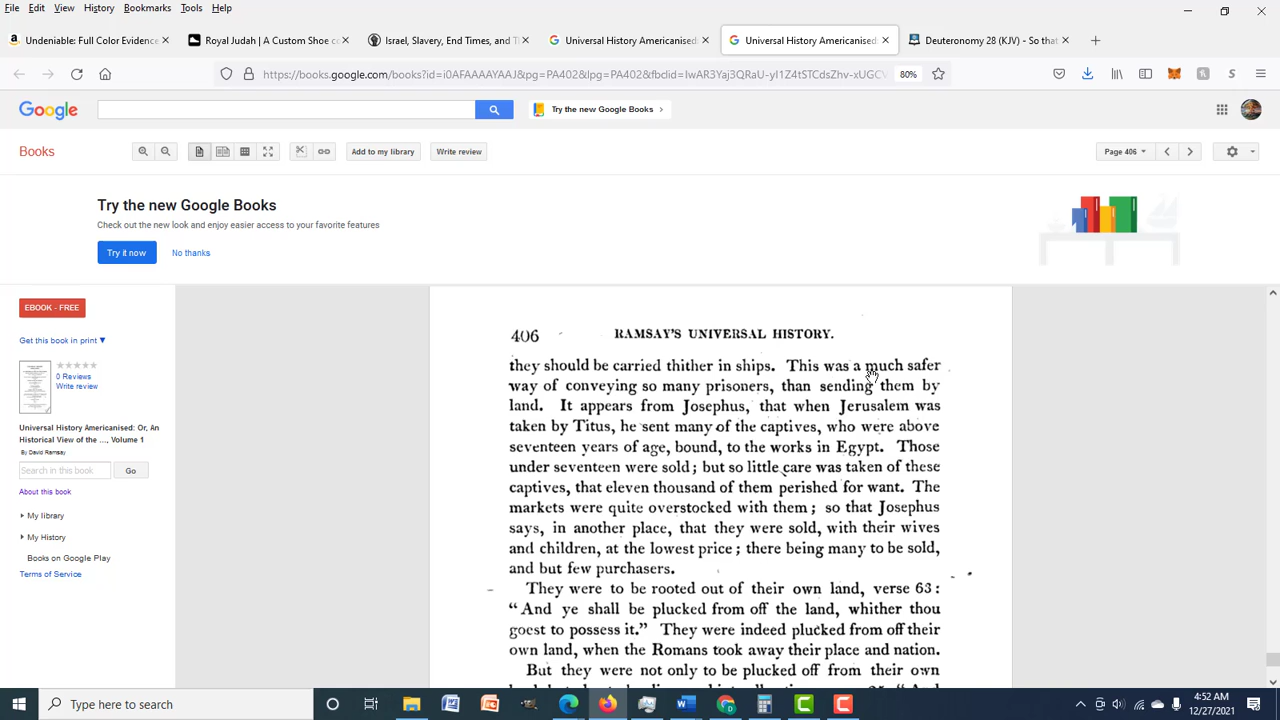 File Edit View History Bookmarks Tools Help
Undeniable: Full Color Evidence
Royal Judah | A Custom Shoe co
Israel, Slavery, End Times, and T
Universal History Americanised
Universal History Americanised:
Deuteronomy 28 (KJV) - So that
80%
Google
Try the new Google Books
Books
Add to my library
Write review
Page 406
Try the new Google Books
Check out the new look and enjoy easier access to your favorite features
Try it now
No thanks
EBOOK - FREE
Get this book in print
0 Reviews
Write review
Universal History Americanised: Or, An
Historical View of the ..., Volume 1
By David Ramsay
Search in this book
Go
About this book
My library
My History
Books on Google Play
Terms of Service
406 RAMSAY'S UNIVERSAL HISTORY.
they should be carried thither in ships. This was a much safer
way of conveying so many prisoners, than sending them by
land. It appears from Josephus, that when Jerusalem was
taken by Titus, he sent many of the captives, who were above
seventeen years of age, bound, to the works in Egypt. Those
under seventeen were sold; but so little care was taken of these
captives, that eleven thousand of them perished for want. The
markets were quite overstocked with them; so that Josephus
says, in another place, that they were sold, with their wives
and children, at the lowest price; there being many to be sold,
and but few purchasers.
They were to be rooted out of their own land, verse 63:
"And ye shall be plucked from off the land, whither thou
goest to possess it." They were indeed plucked from off their
own land, when the Romans took away their place and nation.
But they were not only to be plucked off from their own
Type here to search
4:52 AM
12/27/2021